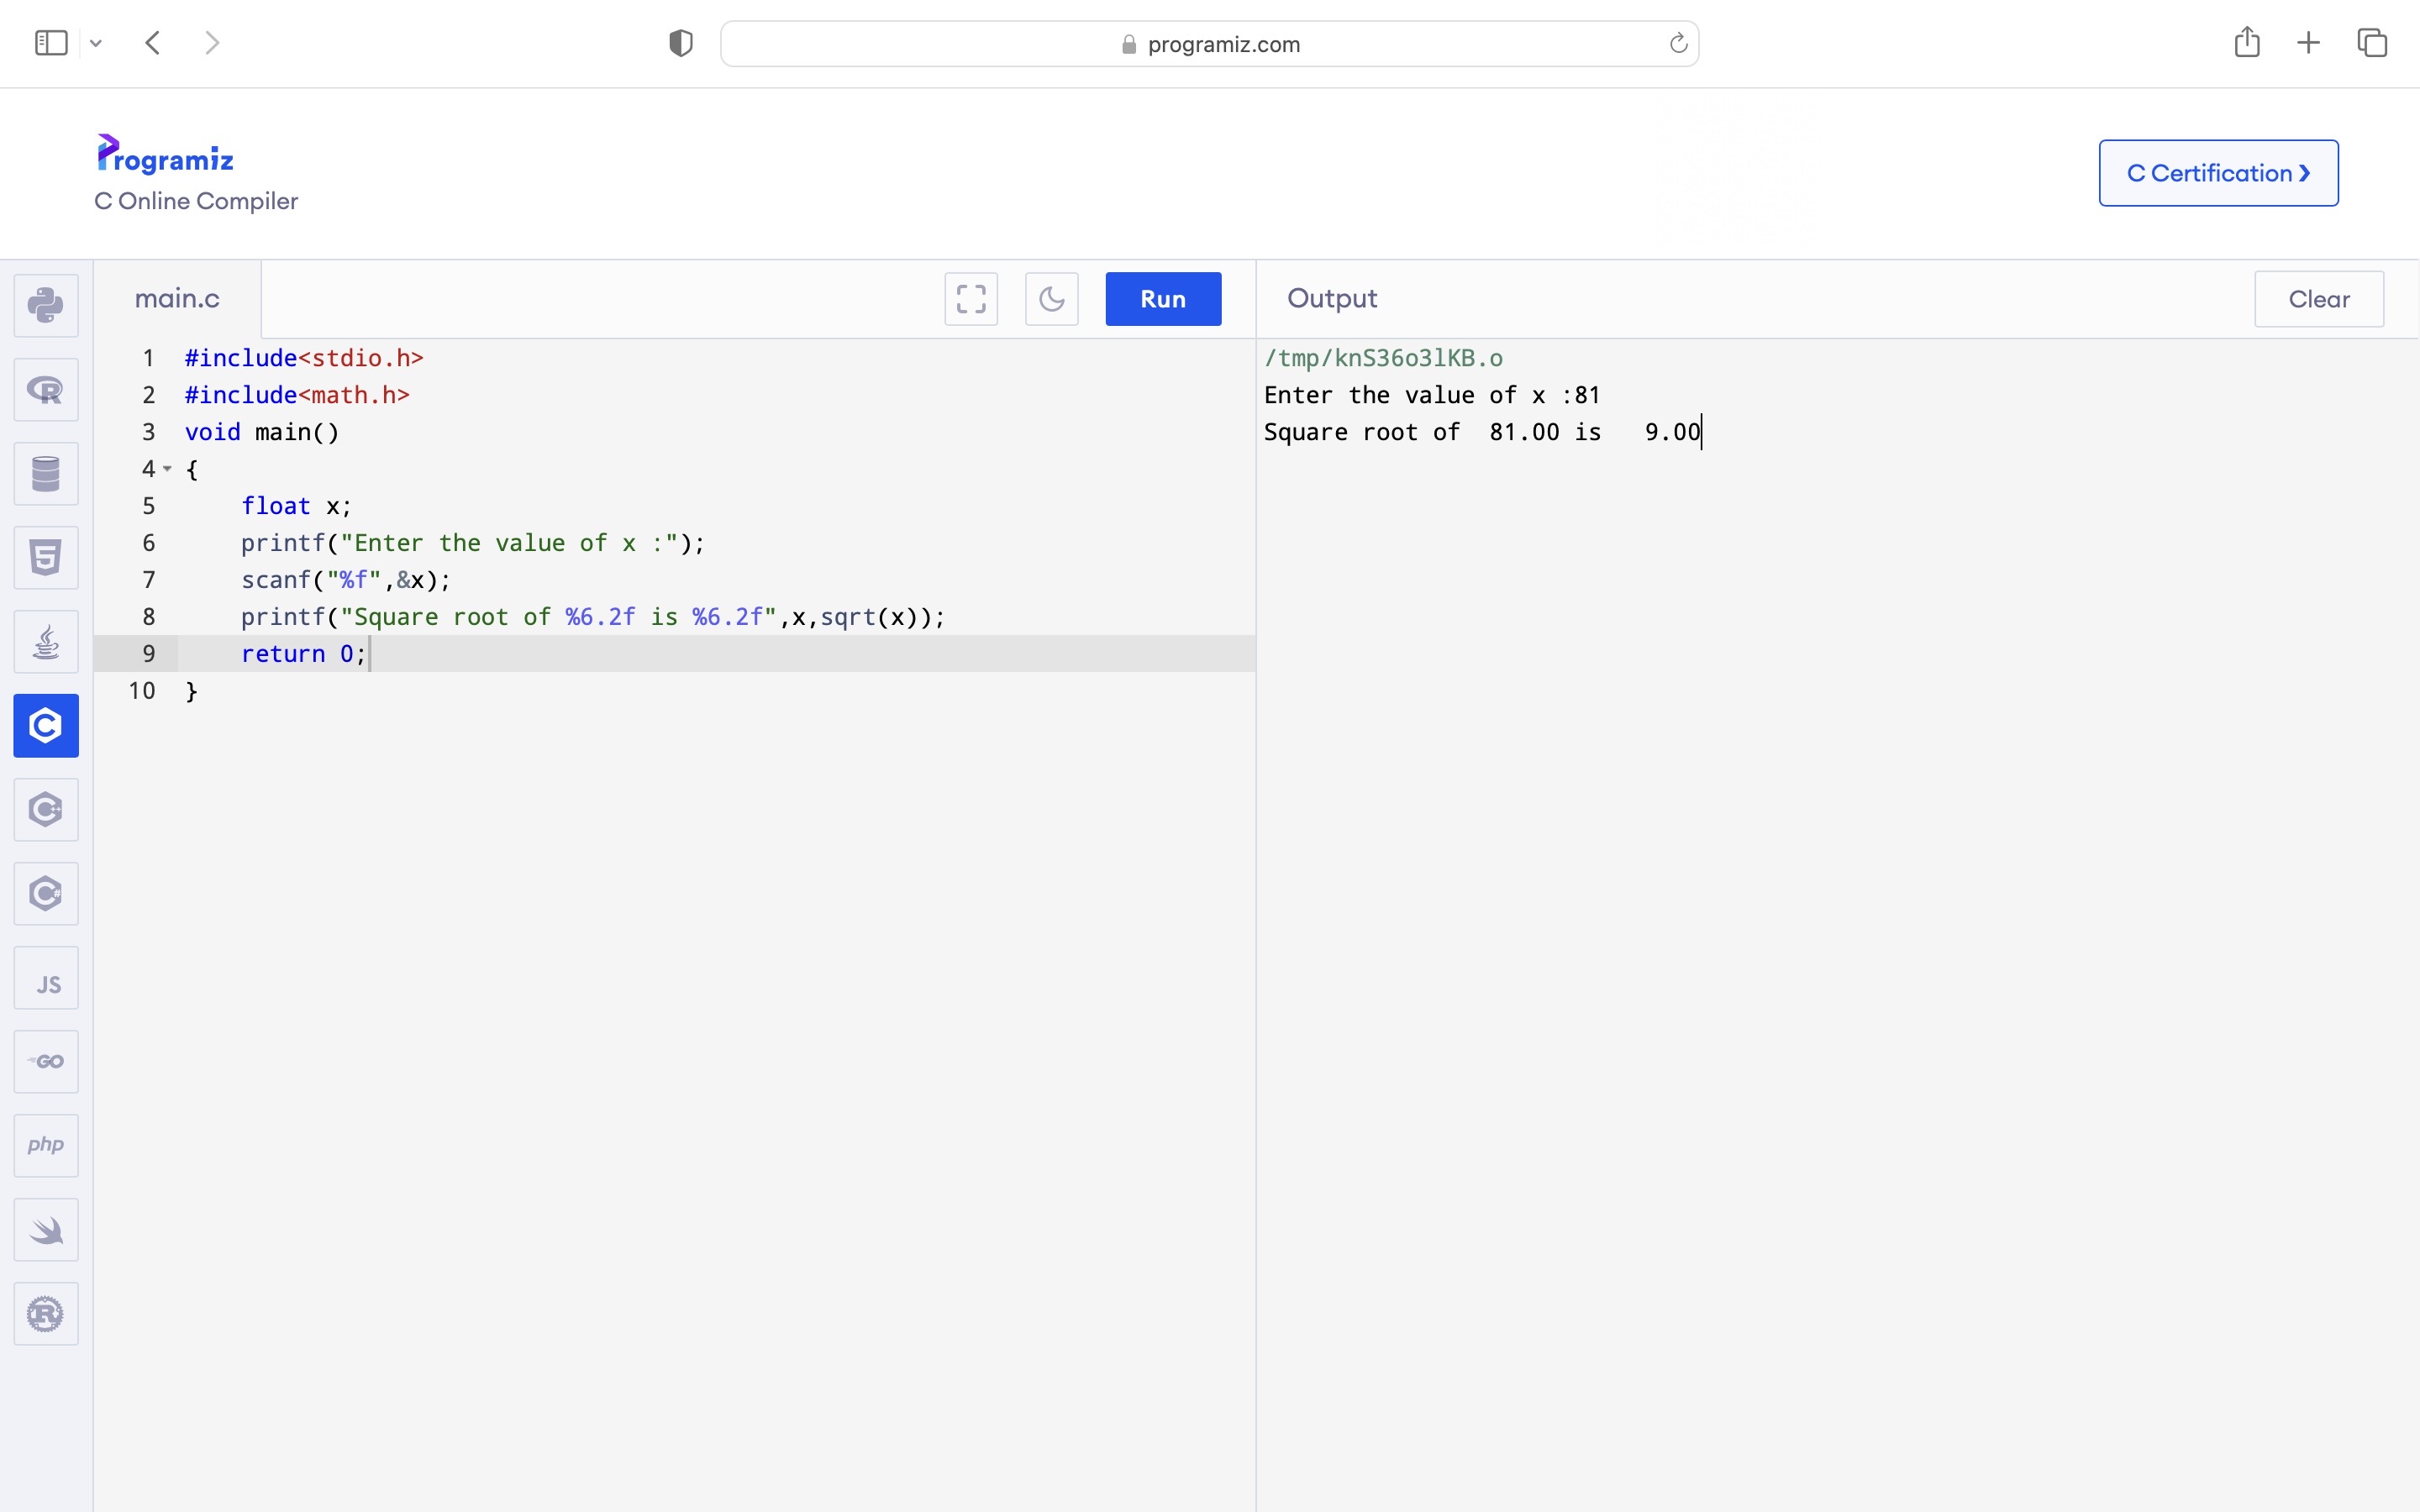 programiz.com
Programiz
C Online Compiler
C Certification ❯
main.c
Run
Output
Clear
1 #include<stdio.h>
2 #include<math.h>
3 void main()
4 {
5     float x;
6     printf("Enter the value of x :");
7     scanf("%f",&x);
8     printf("Square root of %6.2f is %6.2f",x,sqrt(x));
9     return 0;
10 }
/tmp/knS36o3lKB.o
Enter the value of x :81
Square root of  81.00 is   9.00
R
5
C
C++
C#
JS
GO
php
R